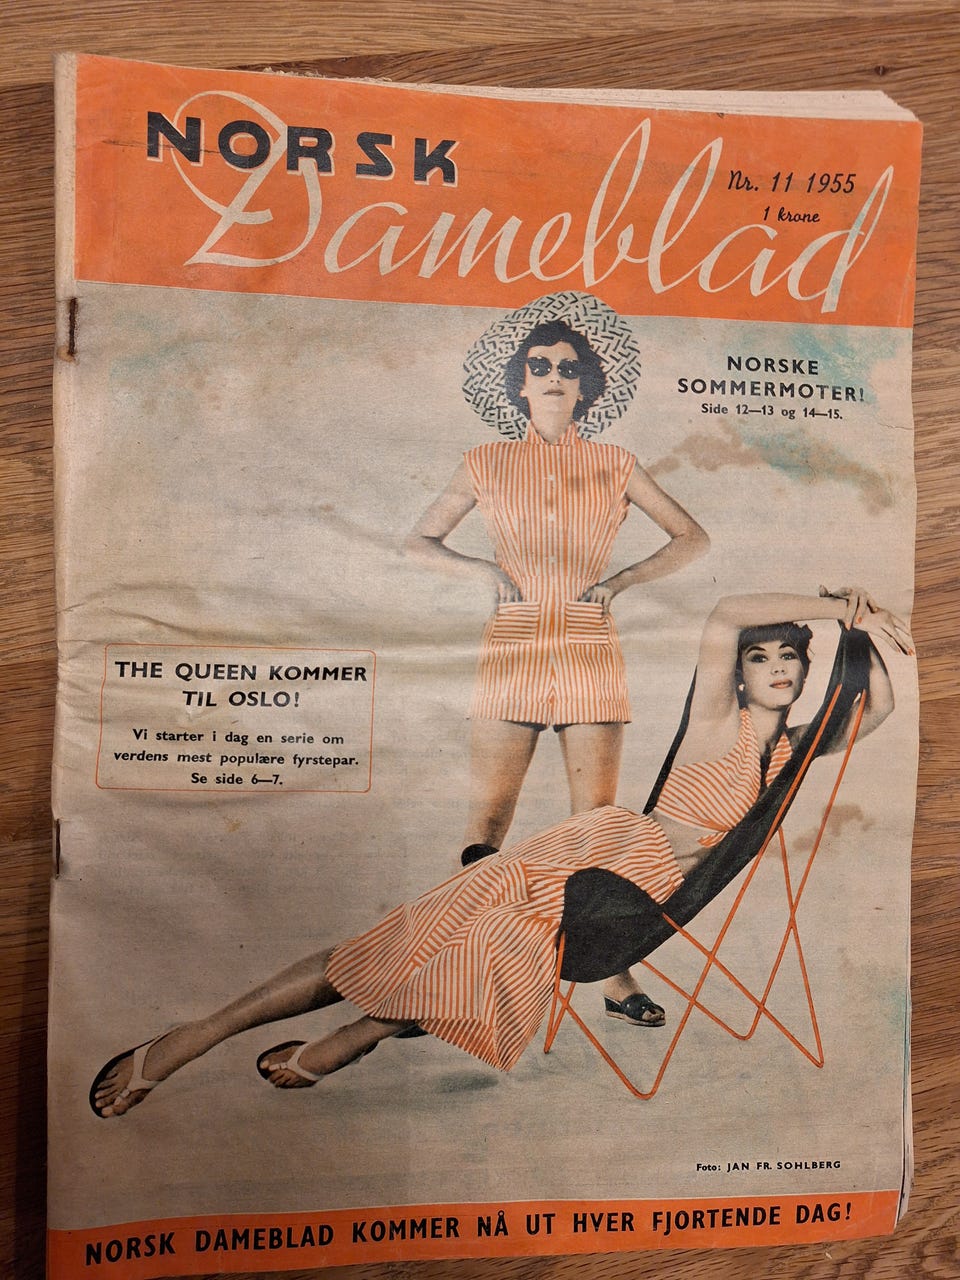 NORSK
Dameblad
Nr. 11 1955
1 krone
NORSKE
SOMMERMOTER!
Side 12—13 og 14—15.
THE QUEEN KOMMER
TIL OSLO!
Vi starter i dag en serie om
verdens mest populære fyrstepar.
Se side 6—7.
Foto: JAN FR. SOHLBERG
NORSK DAMEBLAD KOMMER NÅ UT HVER FJORTENDE DAG!